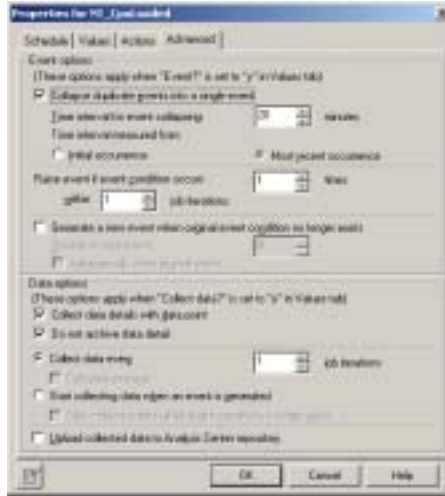 Properties for NT_CpuLoaded
Schedule Values Actions Advanced
Event options
(These options apply when "Event?" is set to "y" in Values tab)
Collapse duplicate events into a single event
Time interval for event collapsing: 20 minutes
Time interval measured from:
Initial occurrence Most recent occurrence
Raise event if event condition occurs 1 times
within 1 job iterations
Generate a new event when original event condition no longer exists
Data options
(These options apply when "Collect data?" is set to "y" in Values tab)
Collect data details with data point
Do not archive data detail
Collect data every 1 job iterations
Start collecting data when an event is generated
Upload collected data to Analysis Center repository
OK Cancel Help